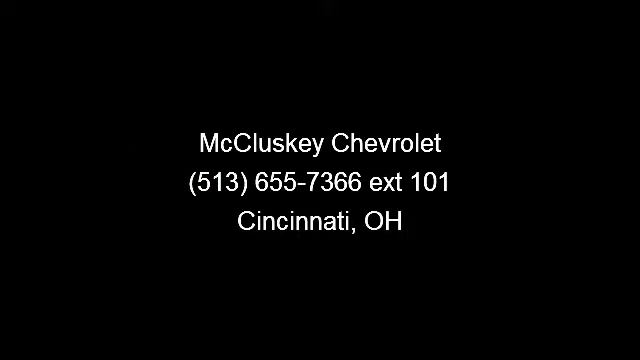 McCluskey Chevrolet
(513) 655-7366 ext 101
Cincinnati, OH